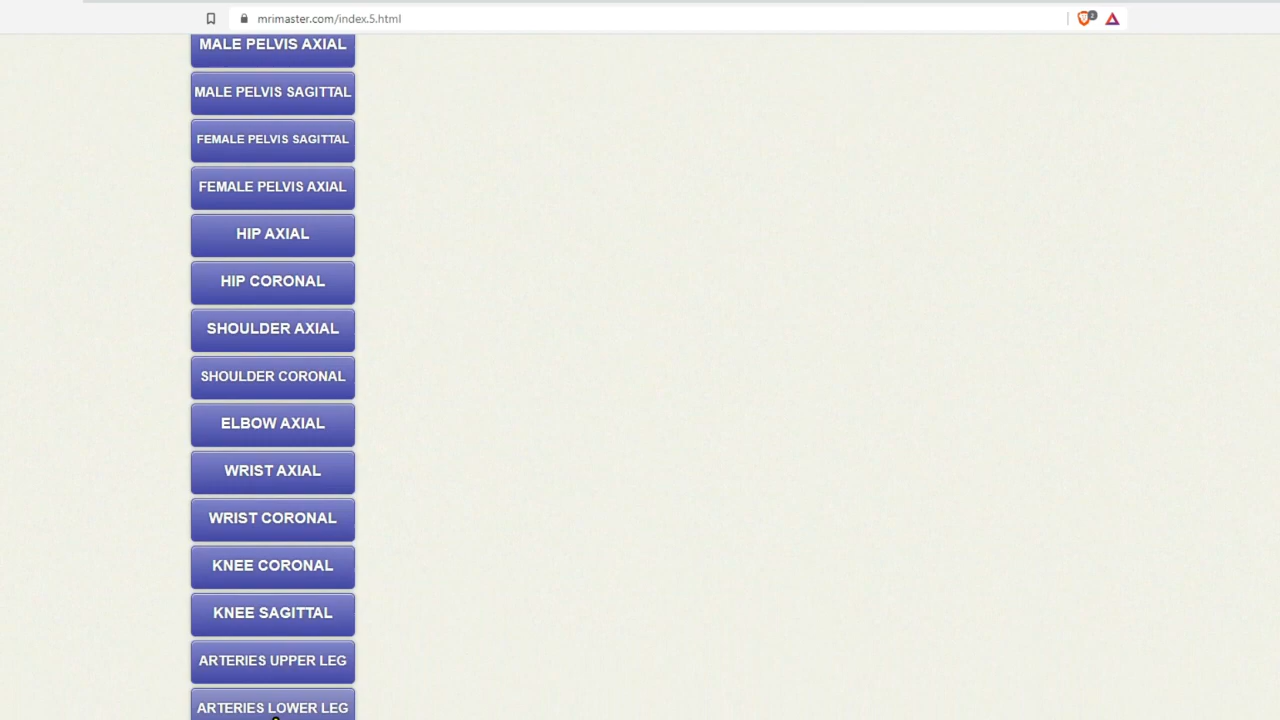 mrimaster.com/index.5.html
2
MALE PELVIS AXIAL
MALE PELVIS SAGITTAL
FEMALE PELVIS SAGITTAL
FEMALE PELVIS AXIAL
HIP AXIAL
HIP CORONAL
SHOULDER AXIAL
SHOULDER CORONAL
ELBOW AXIAL
WRIST AXIAL
WRIST CORONAL
KNEE CORONAL
KNEE SAGITTAL
ARTERIES UPPER LEG
ARTERIES LOWER LEG